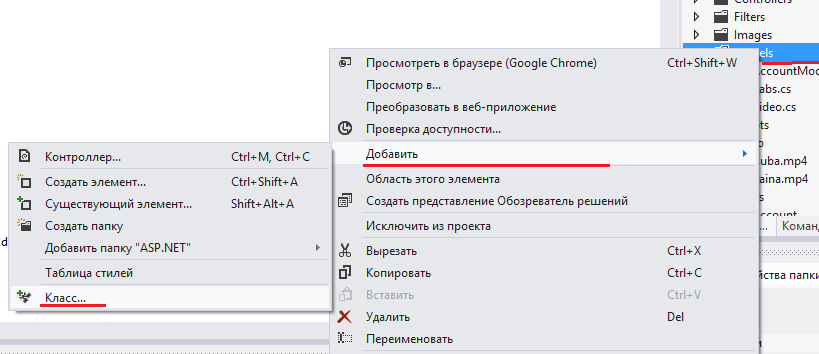 Controllers
Filters
Images
els
AccountMod
abs.cs
ideo.cs
ts
o
uba.mp4
aina.mp4
s
account
... Коман
йства папки
и
d
Просмотреть в браузере (Google Chrome) Ctrl+Shift+W
Просмотр в...
Преобразовать в веб-приложение
Проверка доступности...
Добавить
Область этого элемента
Создать представление Обозреватель решений
Исключить из проекта
Вырезать Ctrl+X
Копировать Ctrl+C
Вставить Ctrl+V
Удалить Del
Переименовать
Контроллер... Ctrl+M, Ctrl+C
Создать элемент... Ctrl+Shift+A
Существующий элемент... Shift+Alt+A
Создать папку
Добавить папку "ASP.NET"
Таблица стилей
Класс...